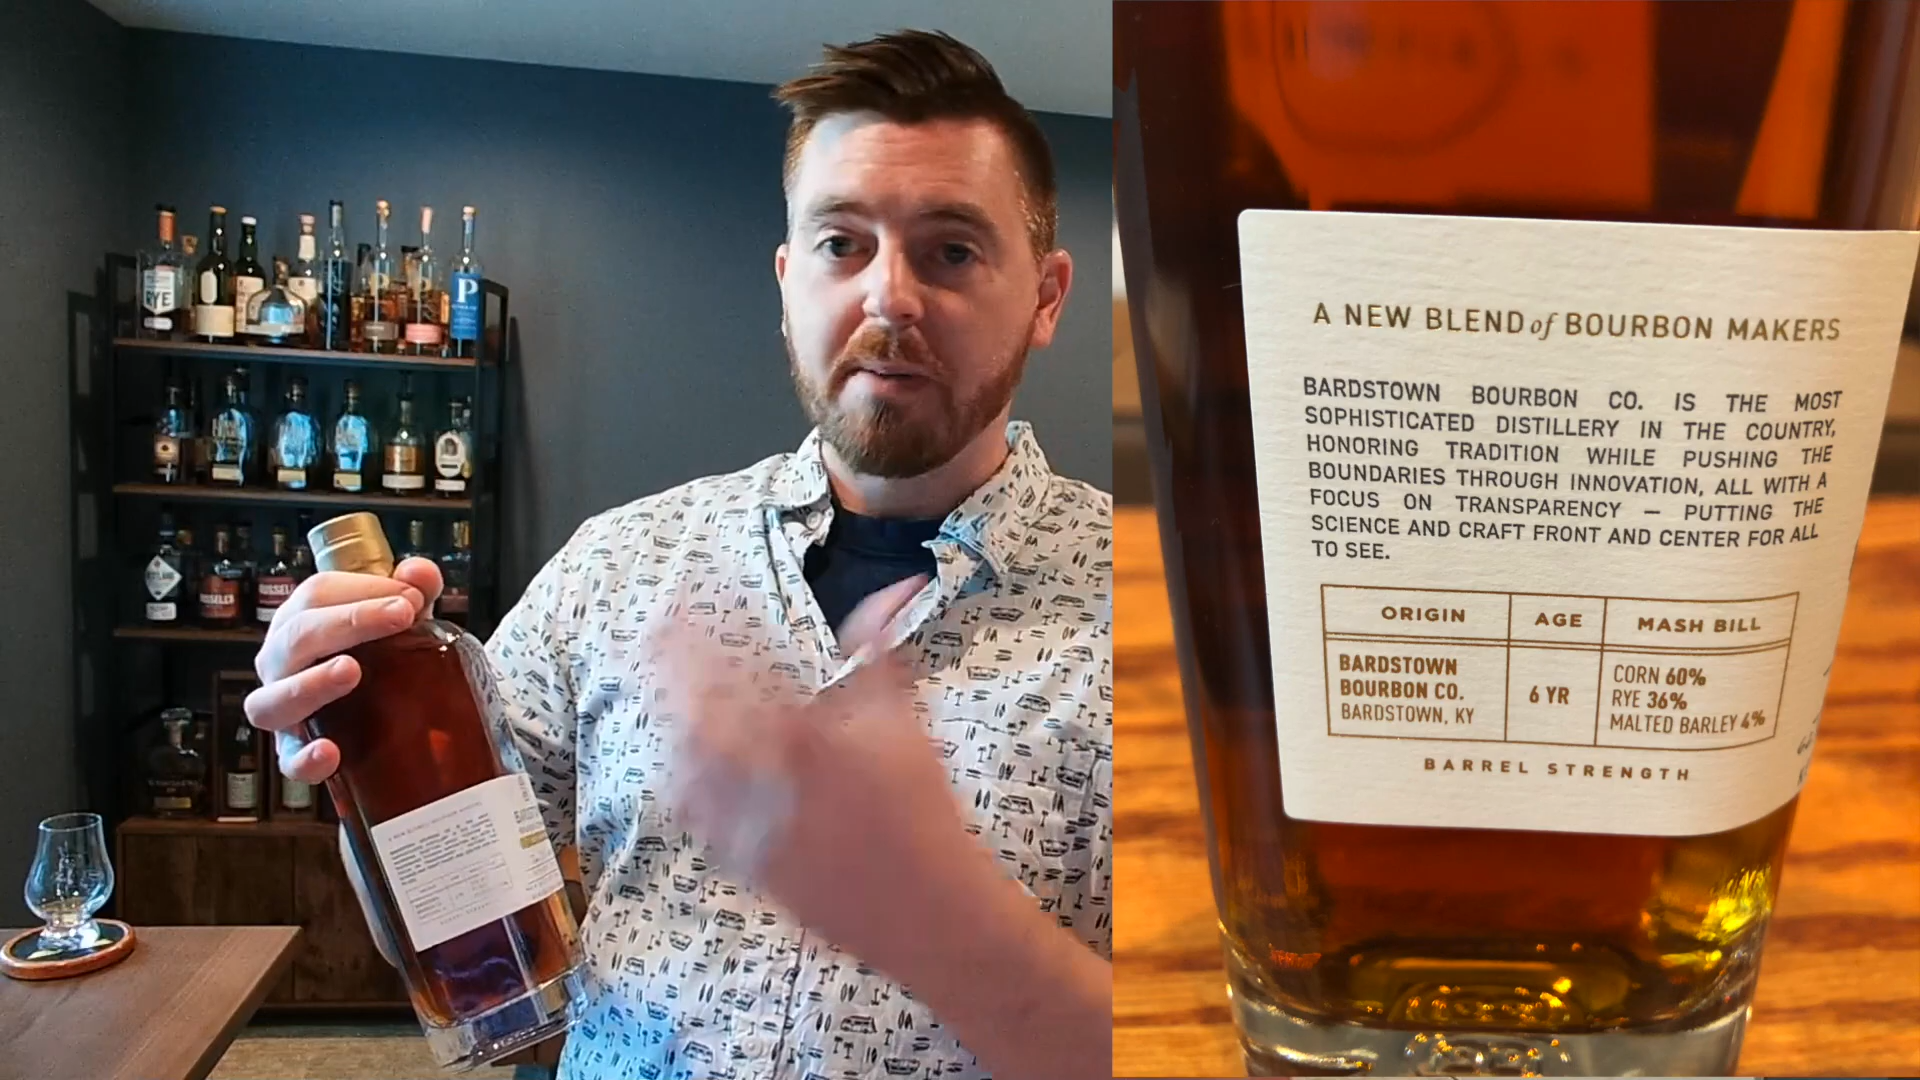 RYE
P
RUSSELL'S
A NEW BLEND of BOURBON MAKERS
BARDSTOWN BOURBON CO. IS THE MOST
SOPHISTICATED DISTILLERY IN THE COUNTRY,
HONORING TRADITION WHILE PUSHING THE
BOUNDARIES THROUGH INNOVATION, ALL WITH A
FOCUS ON TRANSPARENCY — PUTTING THE
SCIENCE AND CRAFT FRONT AND CENTER FOR ALL
TO SEE.
ORIGIN AGE MASH BILL
BARDSTOWN
BOURBON CO.
BARDSTOWN, KY
6 YR
CORN 60%
RYE 36%
MALTED BARLEY 4%
BARREL STRENGTH